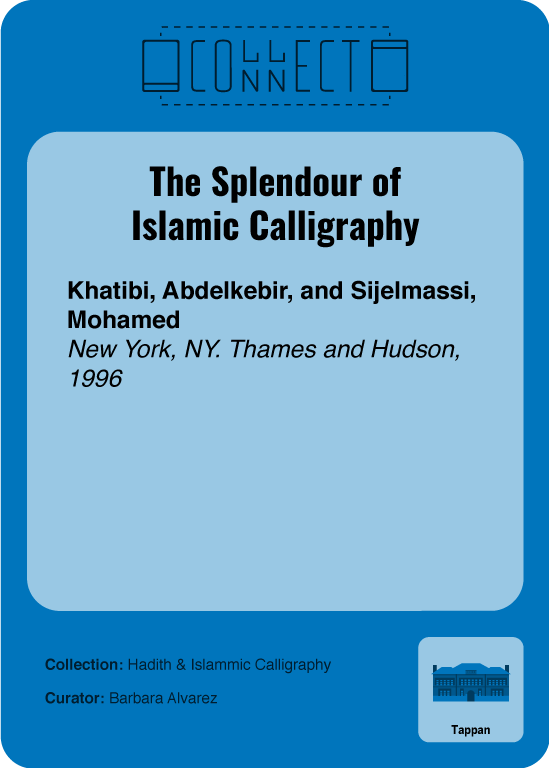 COLLECT
CONNECT
The Splendour of
Islamic Calligraphy
Khatibi, Abdelkebir, and Sijelmassi,
Mohamed
New York, NY. Thames and Hudson,
1996
Collection: Hadith & Islammic Calligraphy
Curator: Barbara Alvarez
Tappan